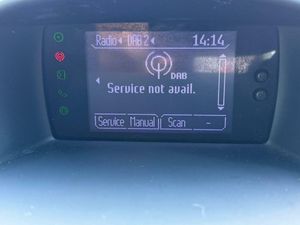 Radio DAB 2 14:14
DAB
Service not avail.
Service Manual Scan -